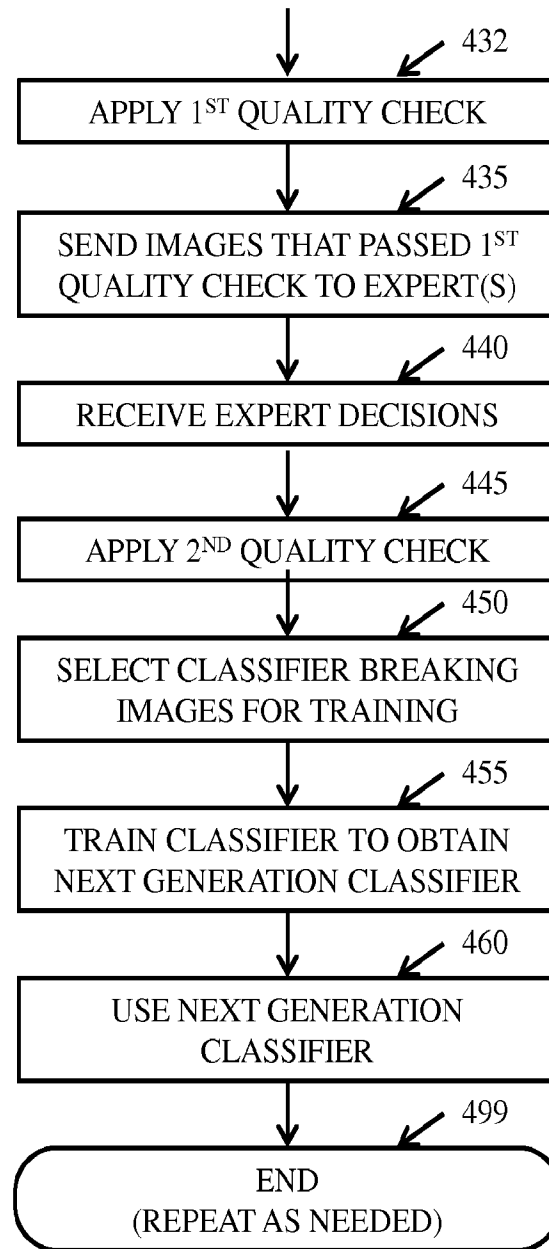 432
APPLY 1ST QUALITY CHECK
435
SEND IMAGES THAT PASSED 1ST
QUALITY CHECK TO EXPERT(S)
440
RECEIVE EXPERT DECISIONS
445
APPLY 2ND QUALITY CHECK
450
SELECT CLASSIFIER BREAKING
IMAGES FOR TRAINING
455
TRAIN CLASSIFIER TO OBTAIN
NEXT GENERATION CLASSIFIER
460
USE NEXT GENERATION
CLASSIFIER
499
END
(REPEAT AS NEEDED)